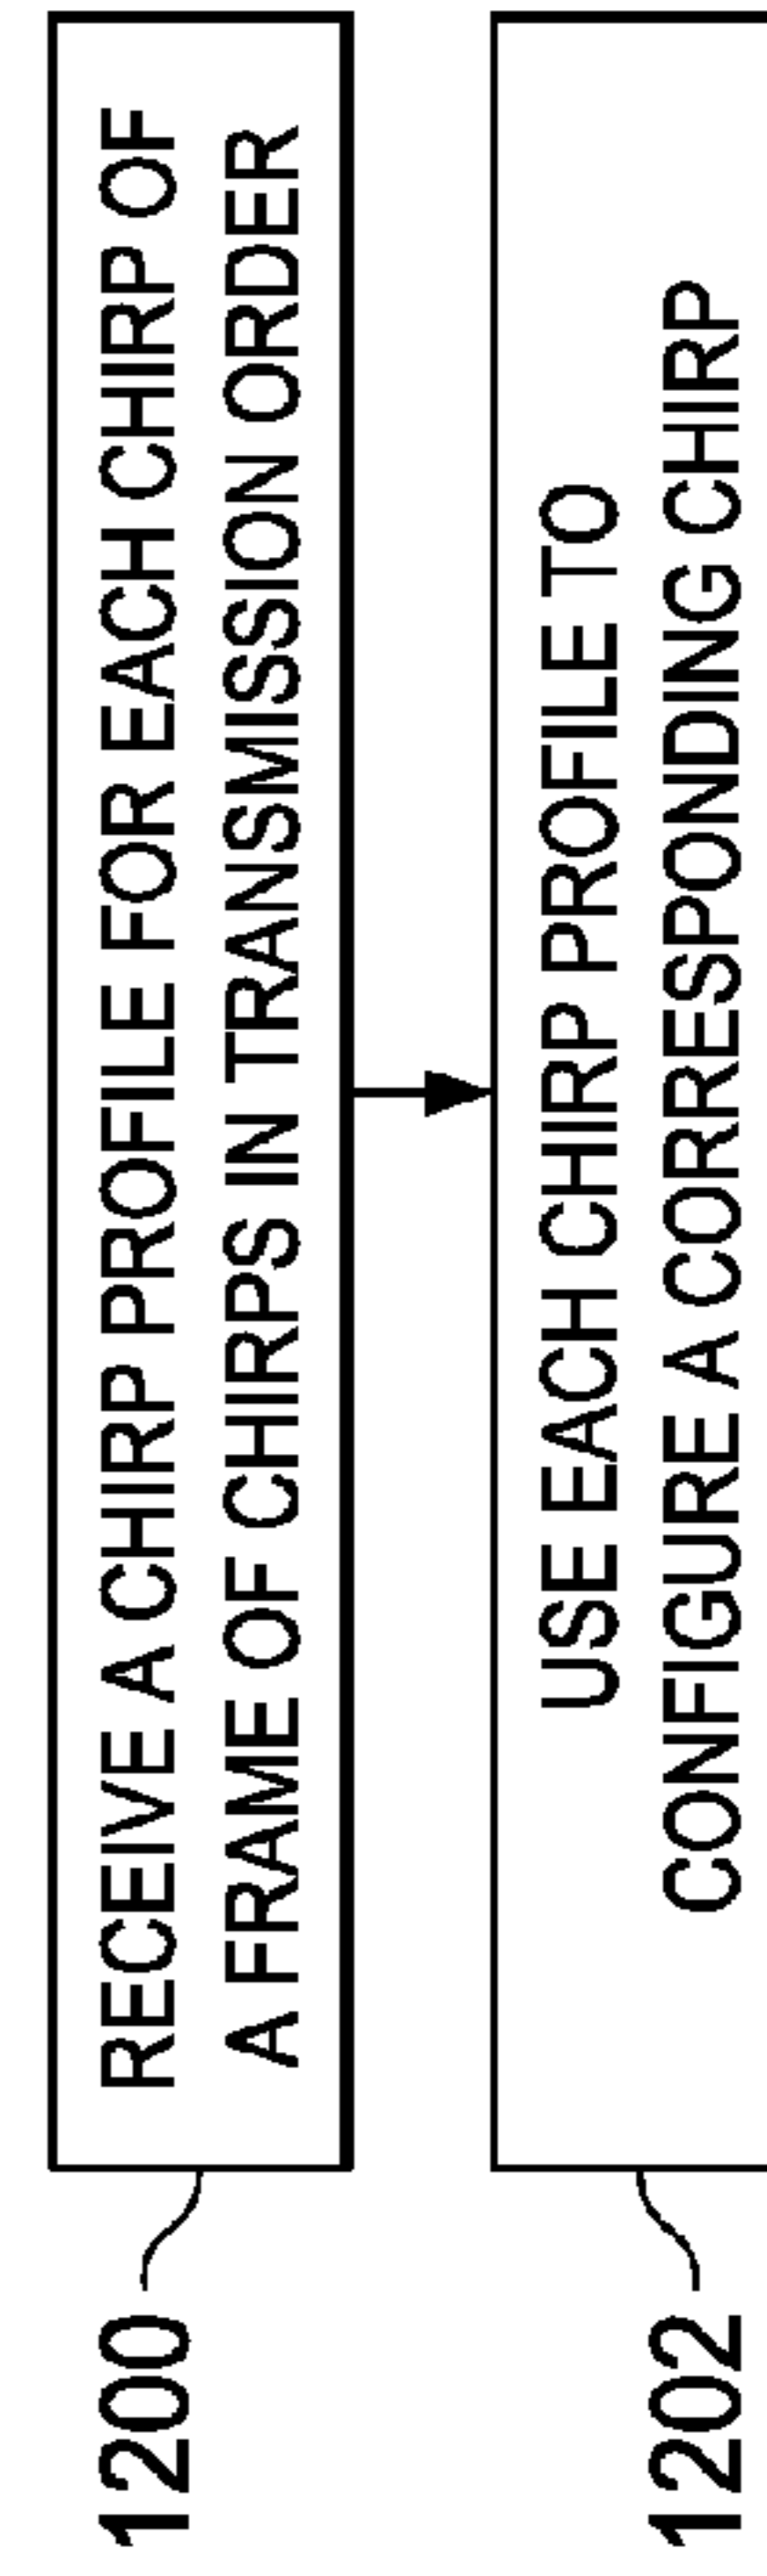 RECEIVE A CHIRP PROFILE FOR EACH CHIRP OF
A FRAME OF CHIRPS IN TRANSMISSION ORDER
1200
USE EACH CHIRP PROFILE TO
CONFIGURE A CORRESPONDING CHIRP
1202